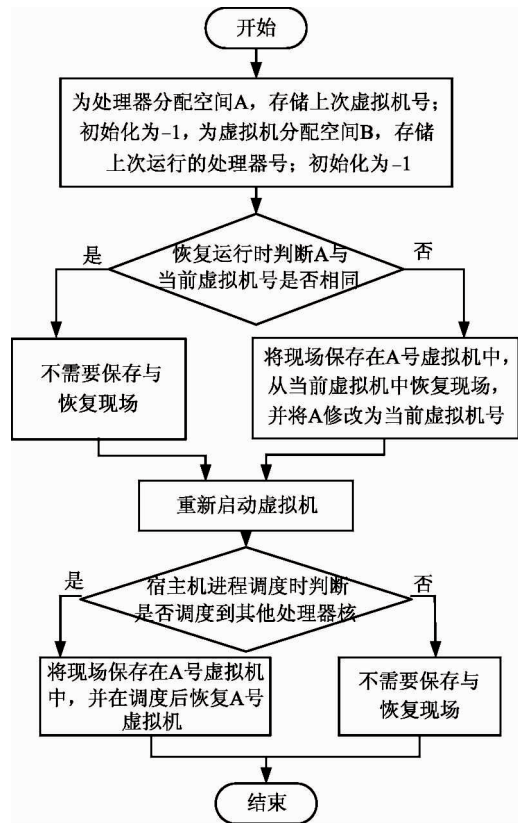 开始
为处理器分配空间A，存储上次虚拟机号；
初始化为-1，为虚拟机分配空间B，存储
上次运行的处理器号；初始化为-1
是
恢复运行时判断A与
当前虚拟机号是否相同
否
不需要保存与
恢复现场
将现场保存在A号虚拟机中，
从当前虚拟机中恢复现场，
并将A修改为当前虚拟机号
重新启动虚拟机
是
宿主机进程调度时判断
是否调度到其他处理器核
否
将现场保存在A号虚拟机
中，并在调度后恢复A号
虚拟机
不需要保存与
恢复现场
结束